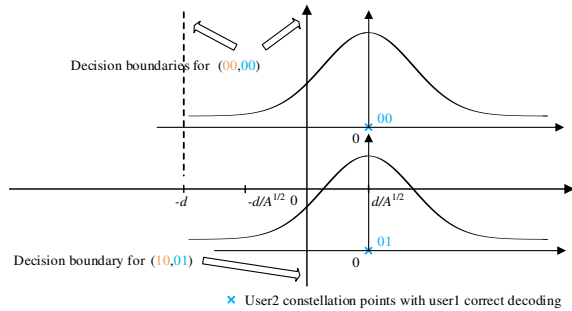 Decision boundaries for (00,00)
00
0
-d -d/A^{1/2} 0 d/A^{1/2}
01
0
Decision boundary for (10,01)
× User2 constellation points with user1 correct decoding